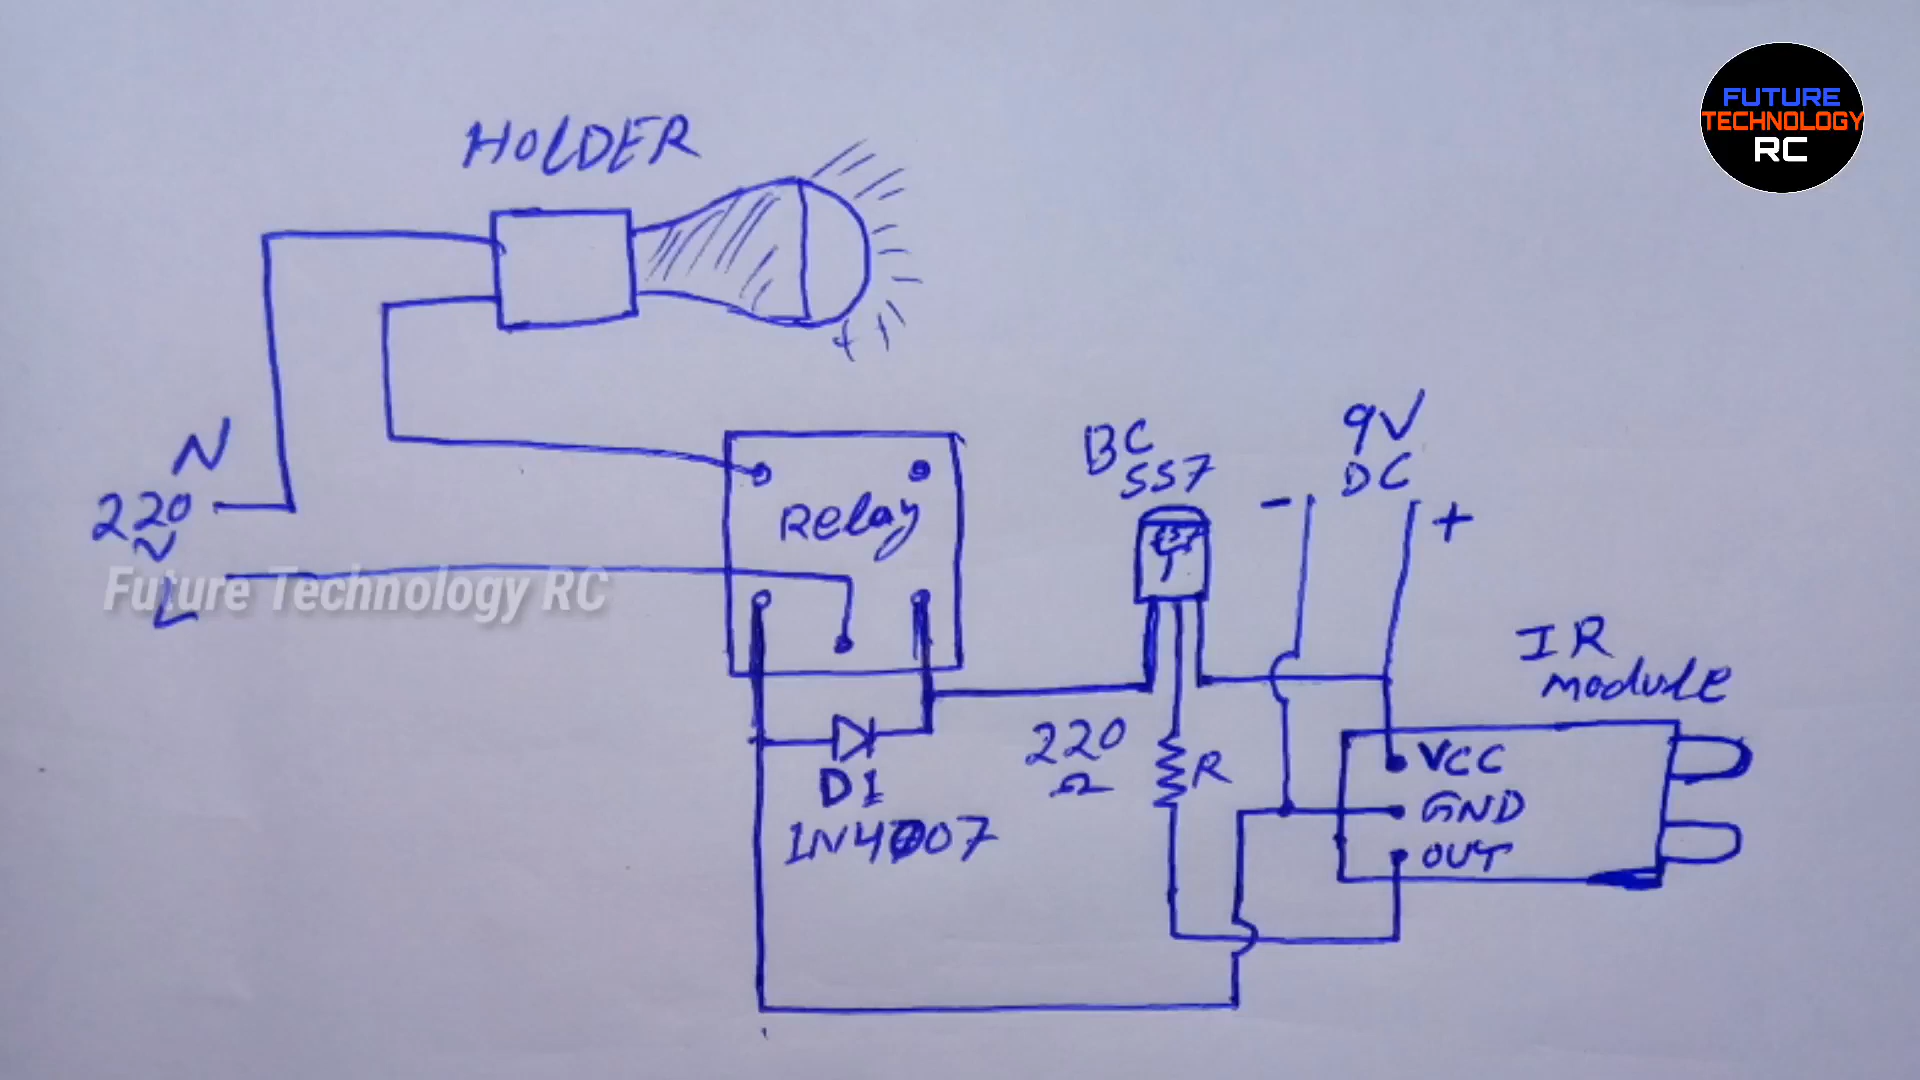 FUTURE
TECHNOLOGY
RC
HOLDER
N
220
L
Future Technology RC
Relay
BC
557
9V
DC
-
+
IR
module
VCC
GND
OUT
220
Ω
R
D1
1N4007